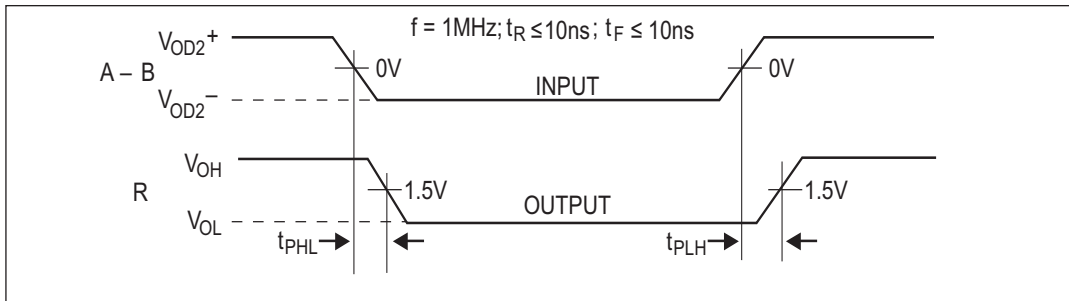 f = 1MHz; tR ≤10ns; tF ≤ 10ns
VOD2+
A – B
0V
0V
INPUT
VOD2–
VOH
R
1.5V
1.5V
OUTPUT
VOL
tPHL
tPLH